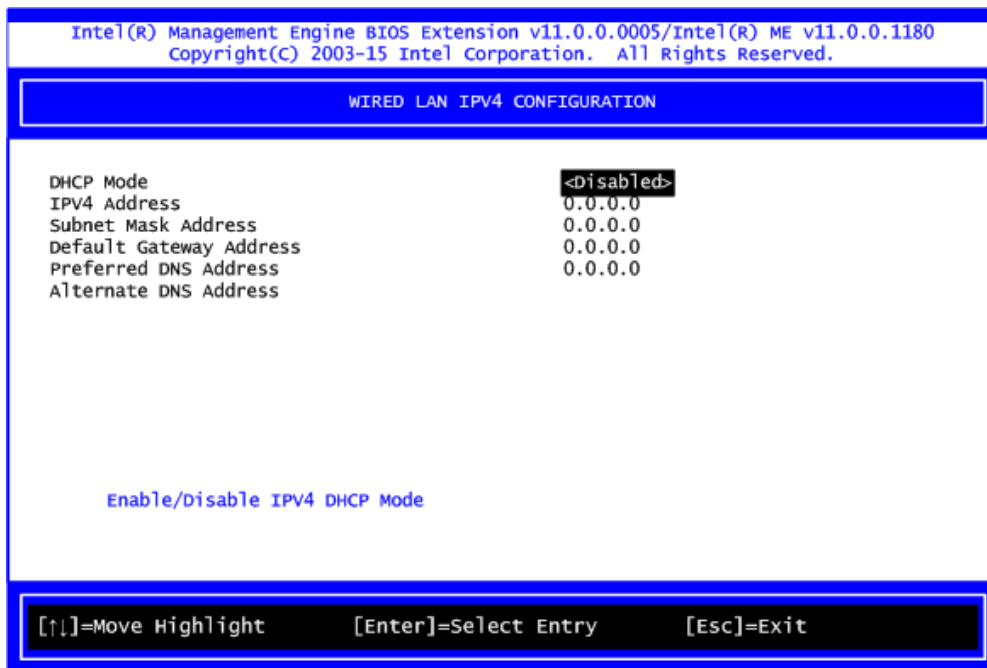 Intel(R) Management Engine BIOS Extension v11.0.0.0005/Intel(R) ME v11.0.0.1180
Copyright(C) 2003-15 Intel Corporation. All Rights Reserved.
WIRED LAN IPV4 CONFIGURATION
DHCP Mode <Disabled>
IPV4 Address 0.0.0.0
Subnet Mask Address 0.0.0.0
Default Gateway Address 0.0.0.0
Preferred DNS Address 0.0.0.0
Alternate DNS Address
Enable/Disable IPV4 DHCP Mode
[↑↓]=Move Highlight [Enter]=Select Entry [Esc]=Exit